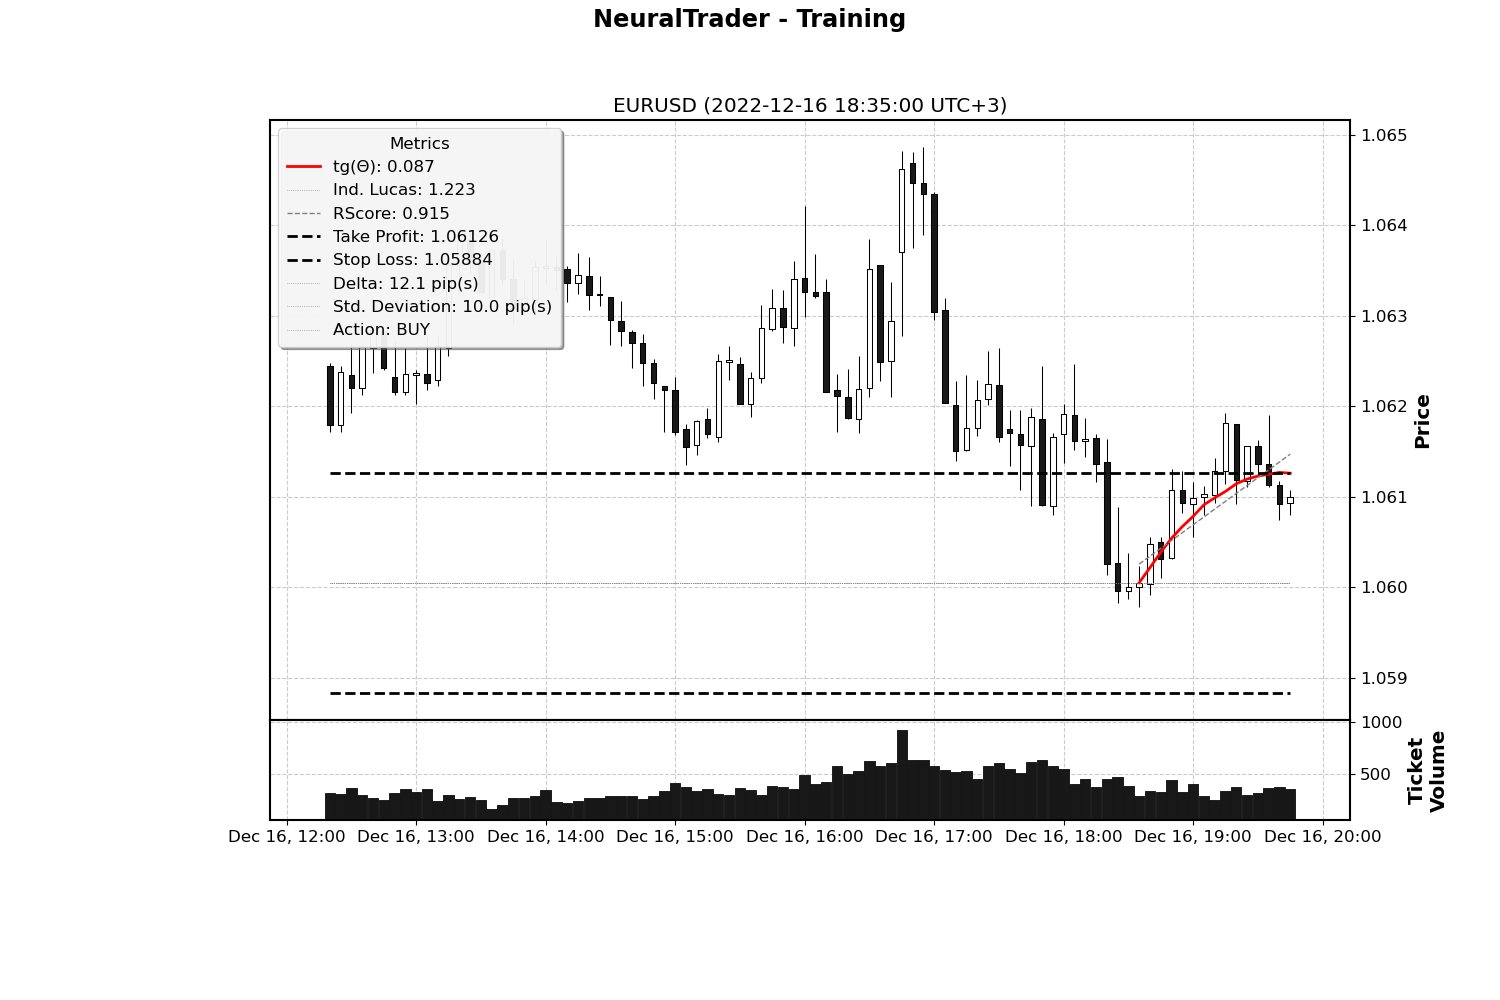 NeuralTrader - Training
EURUSD (2022-12-16 18:35:00 UTC+3)
Metrics
tg(Θ): 0.087
Ind. Lucas: 1.223
RScore: 0.915
Take Profit: 1.06126
Stop Loss: 1.05884
Delta: 12.1 pip(s)
Std. Deviation: 10.0 pip(s)
Action: BUY
1.065
1.064
1.063
1.062
1.061
1.060
1.059
Price
1000
500
Ticket
Volume
Dec 16, 12:00 Dec 16, 13:00 Dec 16, 14:00 Dec 16, 15:00 Dec 16, 16:00 Dec 16, 17:00 Dec 16, 18:00 Dec 16, 19:00 Dec 16, 20:00